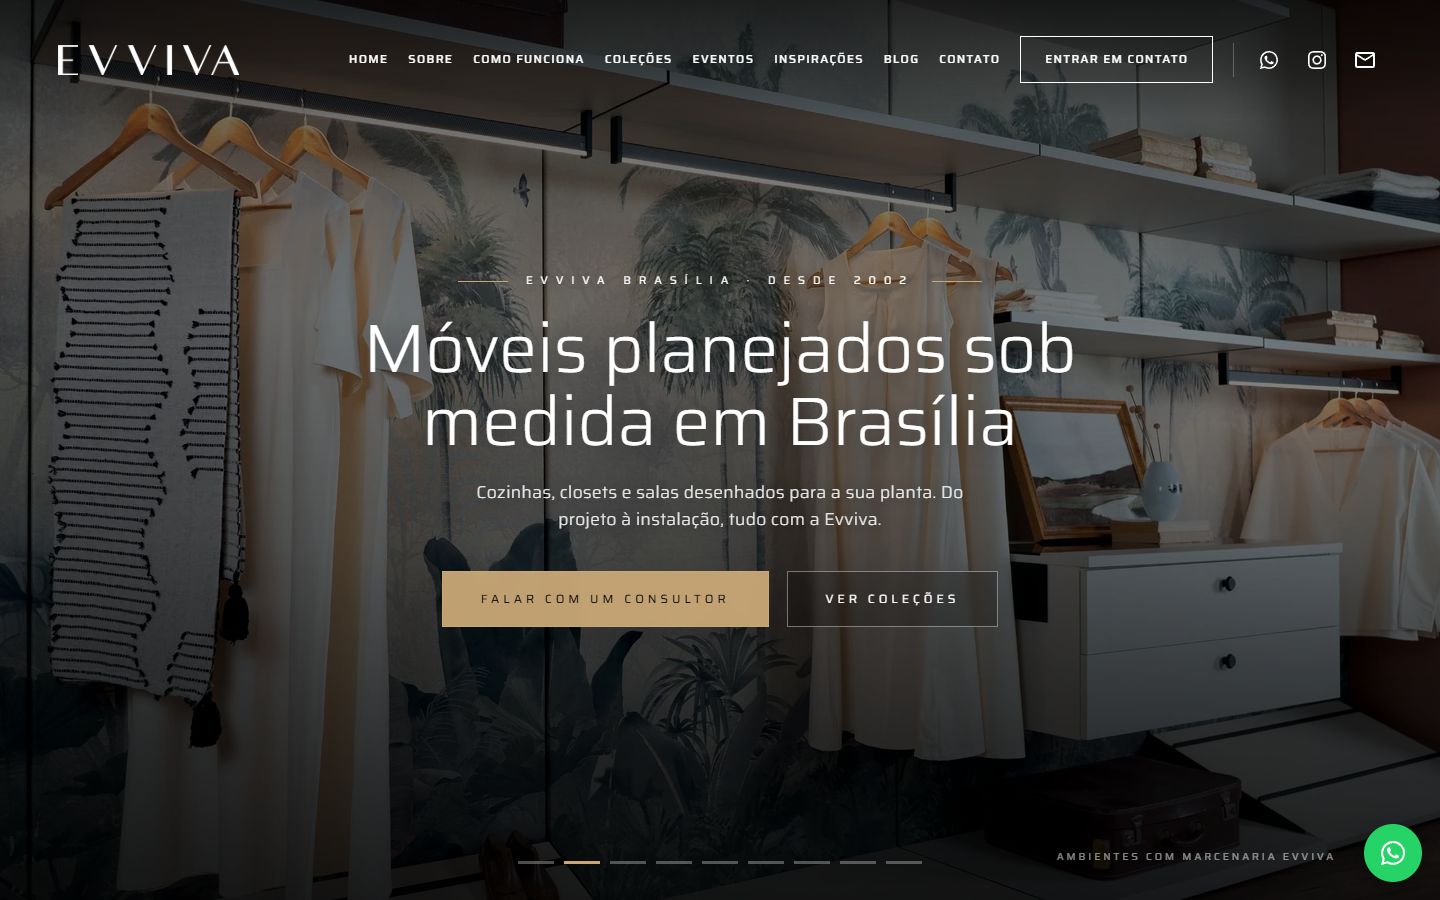 EVVIVA
HOME SOBRE COMO FUNCIONA COLEÇÕES EVENTOS INSPIRAÇÕES BLOG CONTATO ENTRAR EM CONTATO
EVVIVA BRASÍLIA · DESDE 2002
Móveis planejados sob
medida em Brasília
Cozinhas, closets e salas desenhados para a sua planta. Do
projeto à instalação, tudo com a Evviva.
FALAR COM UM CONSULTOR VER COLEÇÕES
AMBIENTES COM MARCENARIA EVVIVA